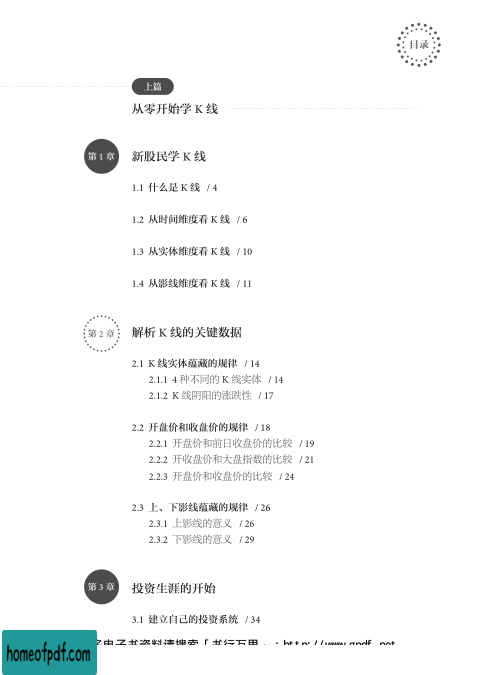 目录
上篇
从零开始学 K 线
第 1 章
新股民学 K 线
1.1 什么是 K 线 / 4
1.2 从时间维度看 K 线 / 6
1.3 从实体维度看 K 线 / 10
1.4 从影线维度看 K 线 / 11
第 2 章
解析 K 线的关键数据
2.1 K 线实体蕴藏的规律 / 14
2.1.1 4 种不同的 K 线实体 / 14
2.1.2 K 线阴阳的涨跌性 / 17
2.2 开盘价和收盘价的规律 / 18
2.2.1 开盘价和前日收盘价的比较 / 19
2.2.2 开收盘价和大盘指数的比较 / 21
2.2.3 开盘价和收盘价的比较 / 24
2.3 上、下影线蕴藏的规律 / 26
2.3.1 上影线的意义 / 26
2.3.2 下影线的意义 / 29
第 3 章
投资生涯的开始
3.1 建立自己的投资系统 / 34
电子书资料请搜索「书行万里
homeofpdf.com